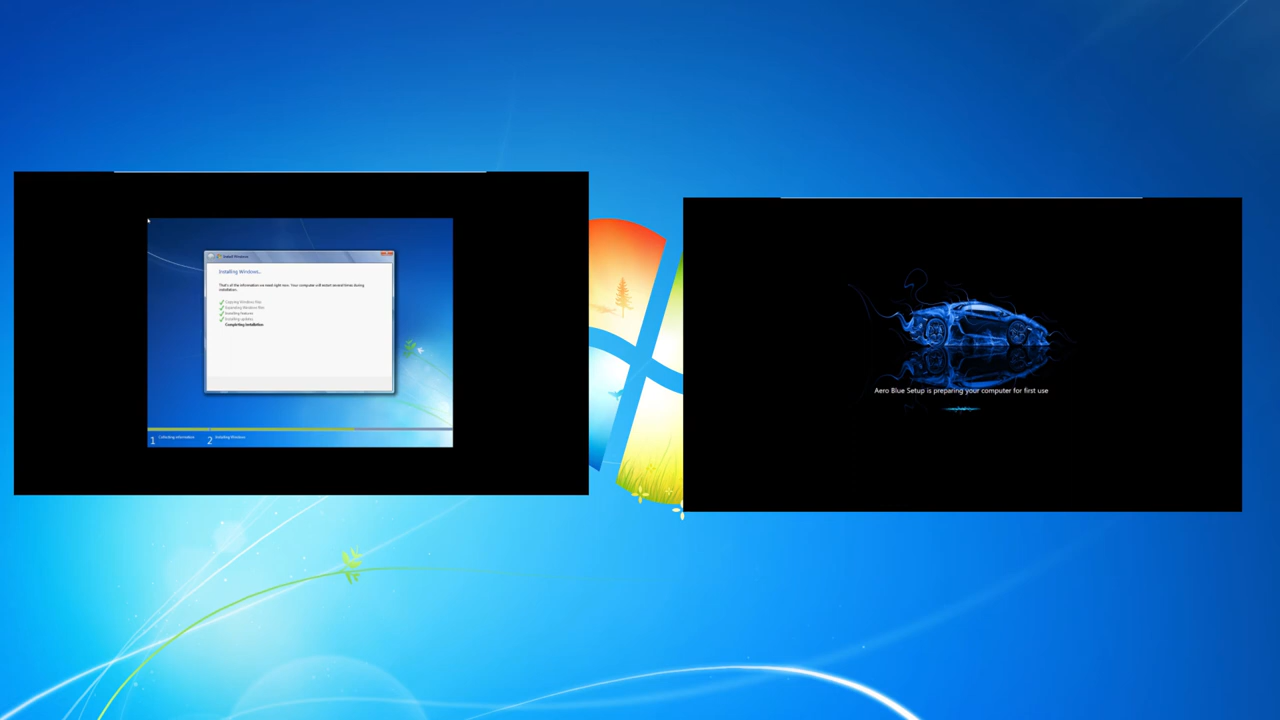 Install Windows
Installing Windows...
That's all the information we need right now. Your computer will restart several times during
installation.
Copying Windows files
Expanding Windows files
Installing features
Installing updates
Completing installation
1 Collecting information
2 Installing Windows
Aero Blue Setup is preparing your computer for first use